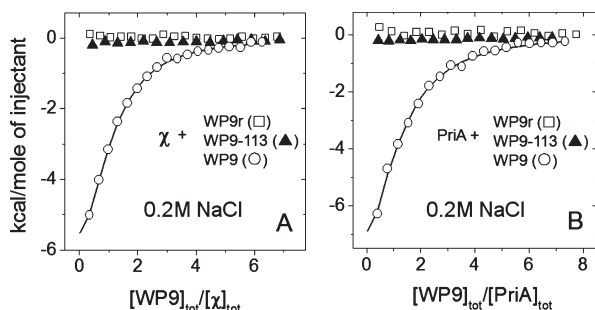 kcal/mole of injectant
0
-2
-4
-6
χ + WP9r (□)
WP9-113 (▲)
WP9 (○)
0.2M NaCl
A
0 2 4 6 8
[WP9]tot/[χ]tot
0
-2
-4
-6
PriA + WP9r (□)
WP9-113 (▲)
WP9 (○)
0.2M NaCl
B
0 2 4 6 8
[WP9]tot/[PriA]tot